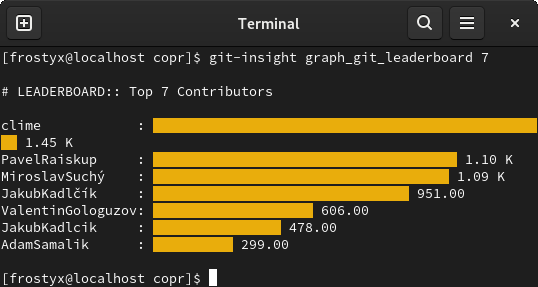 Terminal
[frostyx@localhost copr]$ git-insight graph_git_leaderboard 7
# LEADERBOARD:: Top 7 Contributors
clime :
1.45 K
PavelRaiskup : 1.10 K
MiroslavSuchý : 1.09 K
JakubKadlčík : 951.00
ValentinGologuzov: 606.00
JakubKadlcik : 478.00
AdamSamalik : 299.00
[frostyx@localhost copr]$